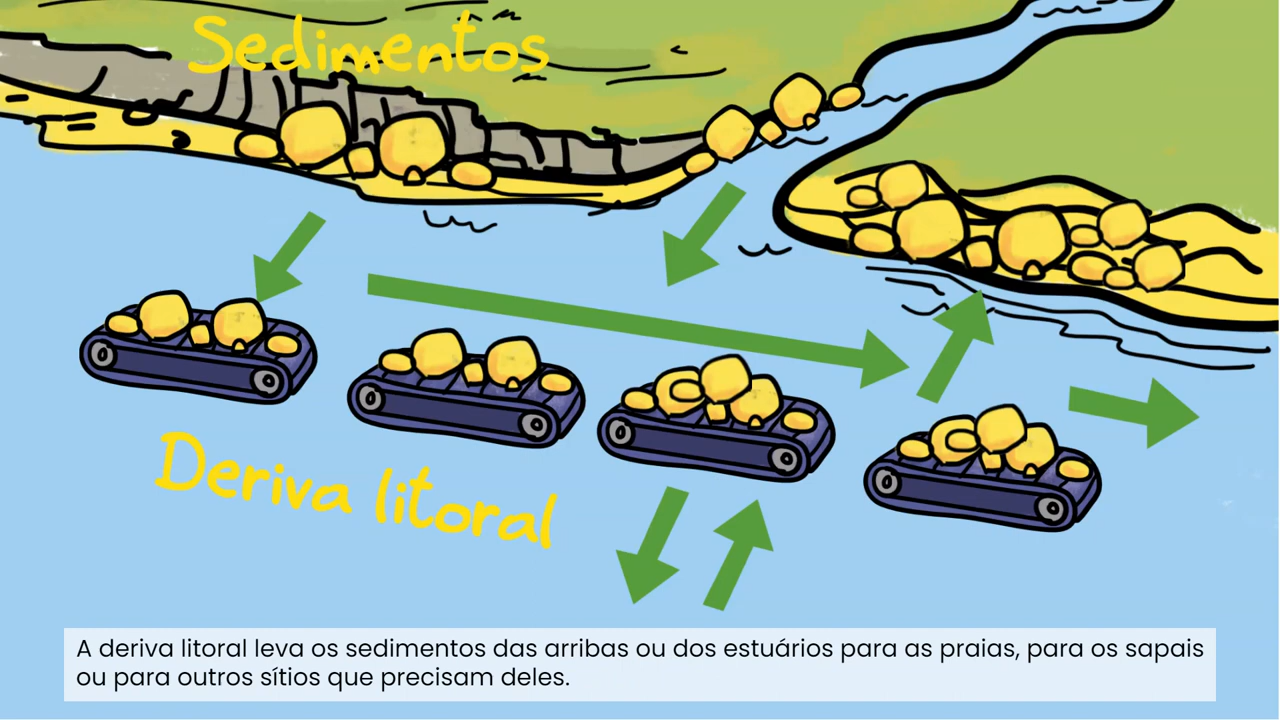 Sedimentos
Deriva litoral
A deriva litoral leva os sedimentos das arribas ou dos estuários para as praias, para os sapais
ou para outros sítios que precisam deles.